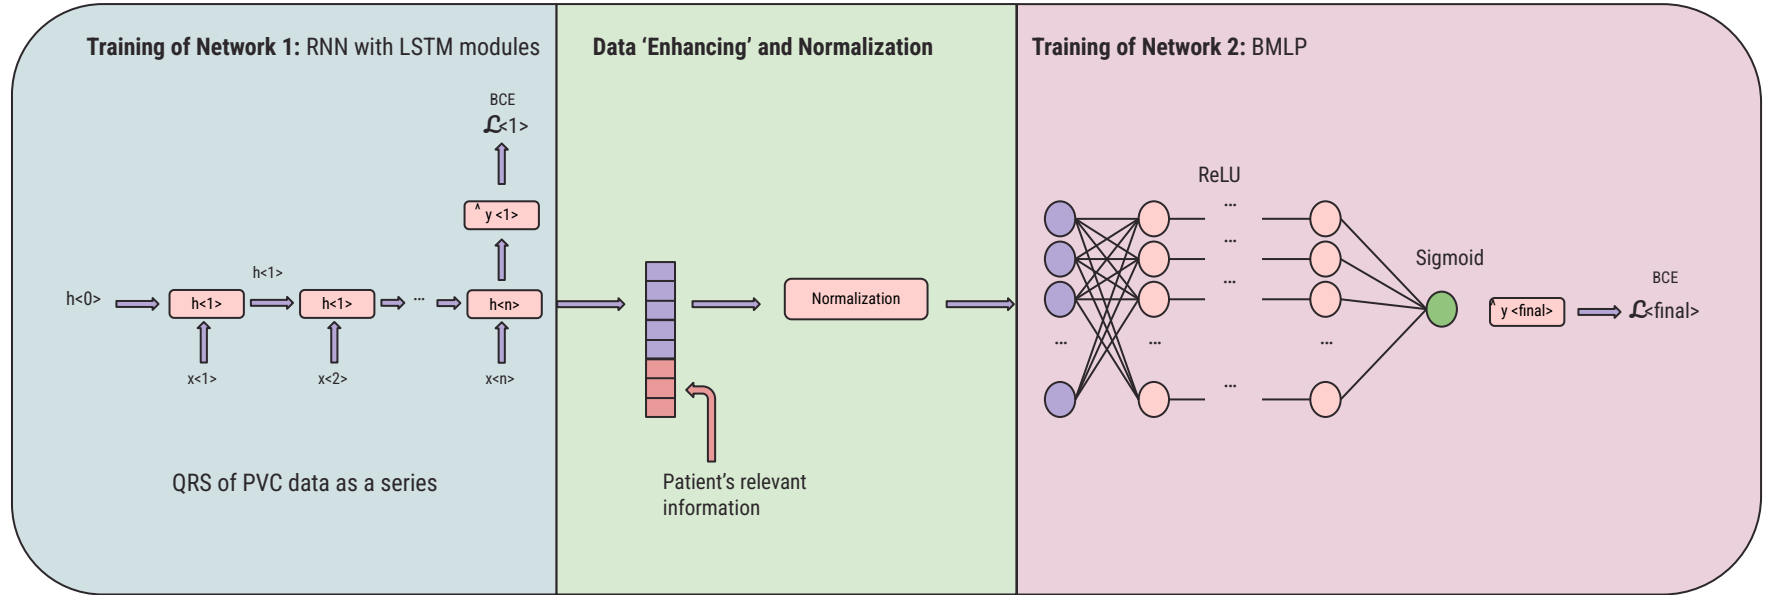 Training of Network 1: RNN with LSTM modules
BCE
ℒ<1>
^ y <1>
h<1>
h<0>
h<1>
h<1>
...
h<n>
x<1>
x<2>
x<n>
QRS of PVC data as a series
Data ‘Enhancing’ and Normalization
Normalization
Patient’s relevant
information
Training of Network 2: BMLP
ReLU
...
...
...
...
...
...
...
Sigmoid
^ y <final>
BCE
ℒ<final>